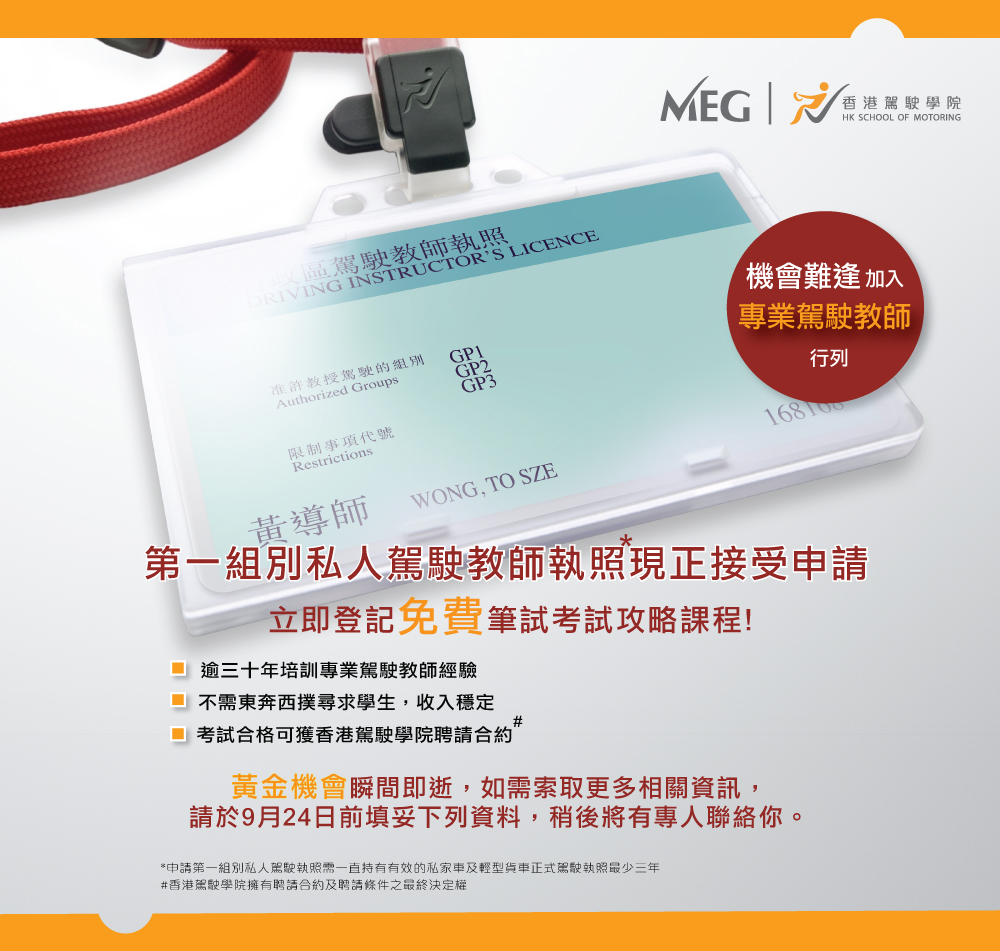 MEG
香港駕駛學院
HK SCHOOL OF MOTORING
政區駕駛教師執照
DRIVING INSTRUCTOR'S LICENCE
准許教授駕駛的組別
Authorized Groups
GP1
GP2
GP3
限制事項代號
Restrictions
黃導師 WONG, TO SZE
機會難逢 加入
專業駕駛教師
行列
第一組別私人駕駛教師執照*現正接受申請
立即登記免費筆試考試攻略課程!
逾三十年培訓專業駕駛教師經驗
不需東奔西撲尋求學生，收入穩定
考試合格可獲香港駕駛學院聘請合約#
黃金機會瞬間即逝，如需索取更多相關資訊，
請於9月24日前填妥下列資料，稍後將有專人聯絡你。
*申請第一組別私人駕駛執照需一直持有有效的私家車及輕型貨車正式駕駛執照最少三年
#香港駕駛學院擁有聘請合約及聘請條件之最終決定權